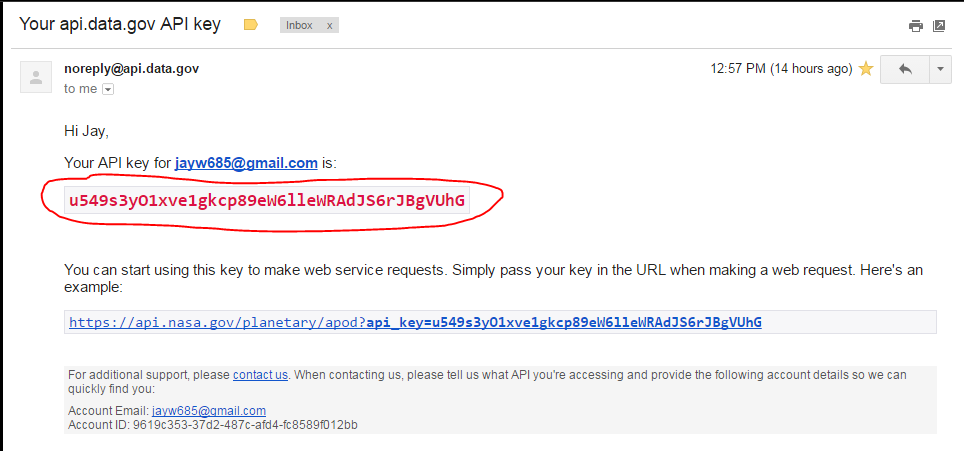 Your api.data.gov API key
Inbox x
noreply@api.data.gov
12:57 PM (14 hours ago)
to me
Hi Jay,
Your API key for jayw685@gmail.com is:
u549s3yO1xve1gkcp89eW6lleWRAdJS6rJBgVUhG
You can start using this key to make web service requests. Simply pass your key in the URL when making a web request. Here's an
example:
https://api.nasa.gov/planetary/apod?api_key=u549s3yO1xve1gkcp89eW6lleWRAdJS6rJBgVUhG
For additional support, please contact us. When contacting us, please tell us what API you're accessing and provide the following account details so we can
quickly find you:
Account Email: jayw685@gmail.com
Account ID: 9619c353-37d2-487c-afd4-fc8589f012bb